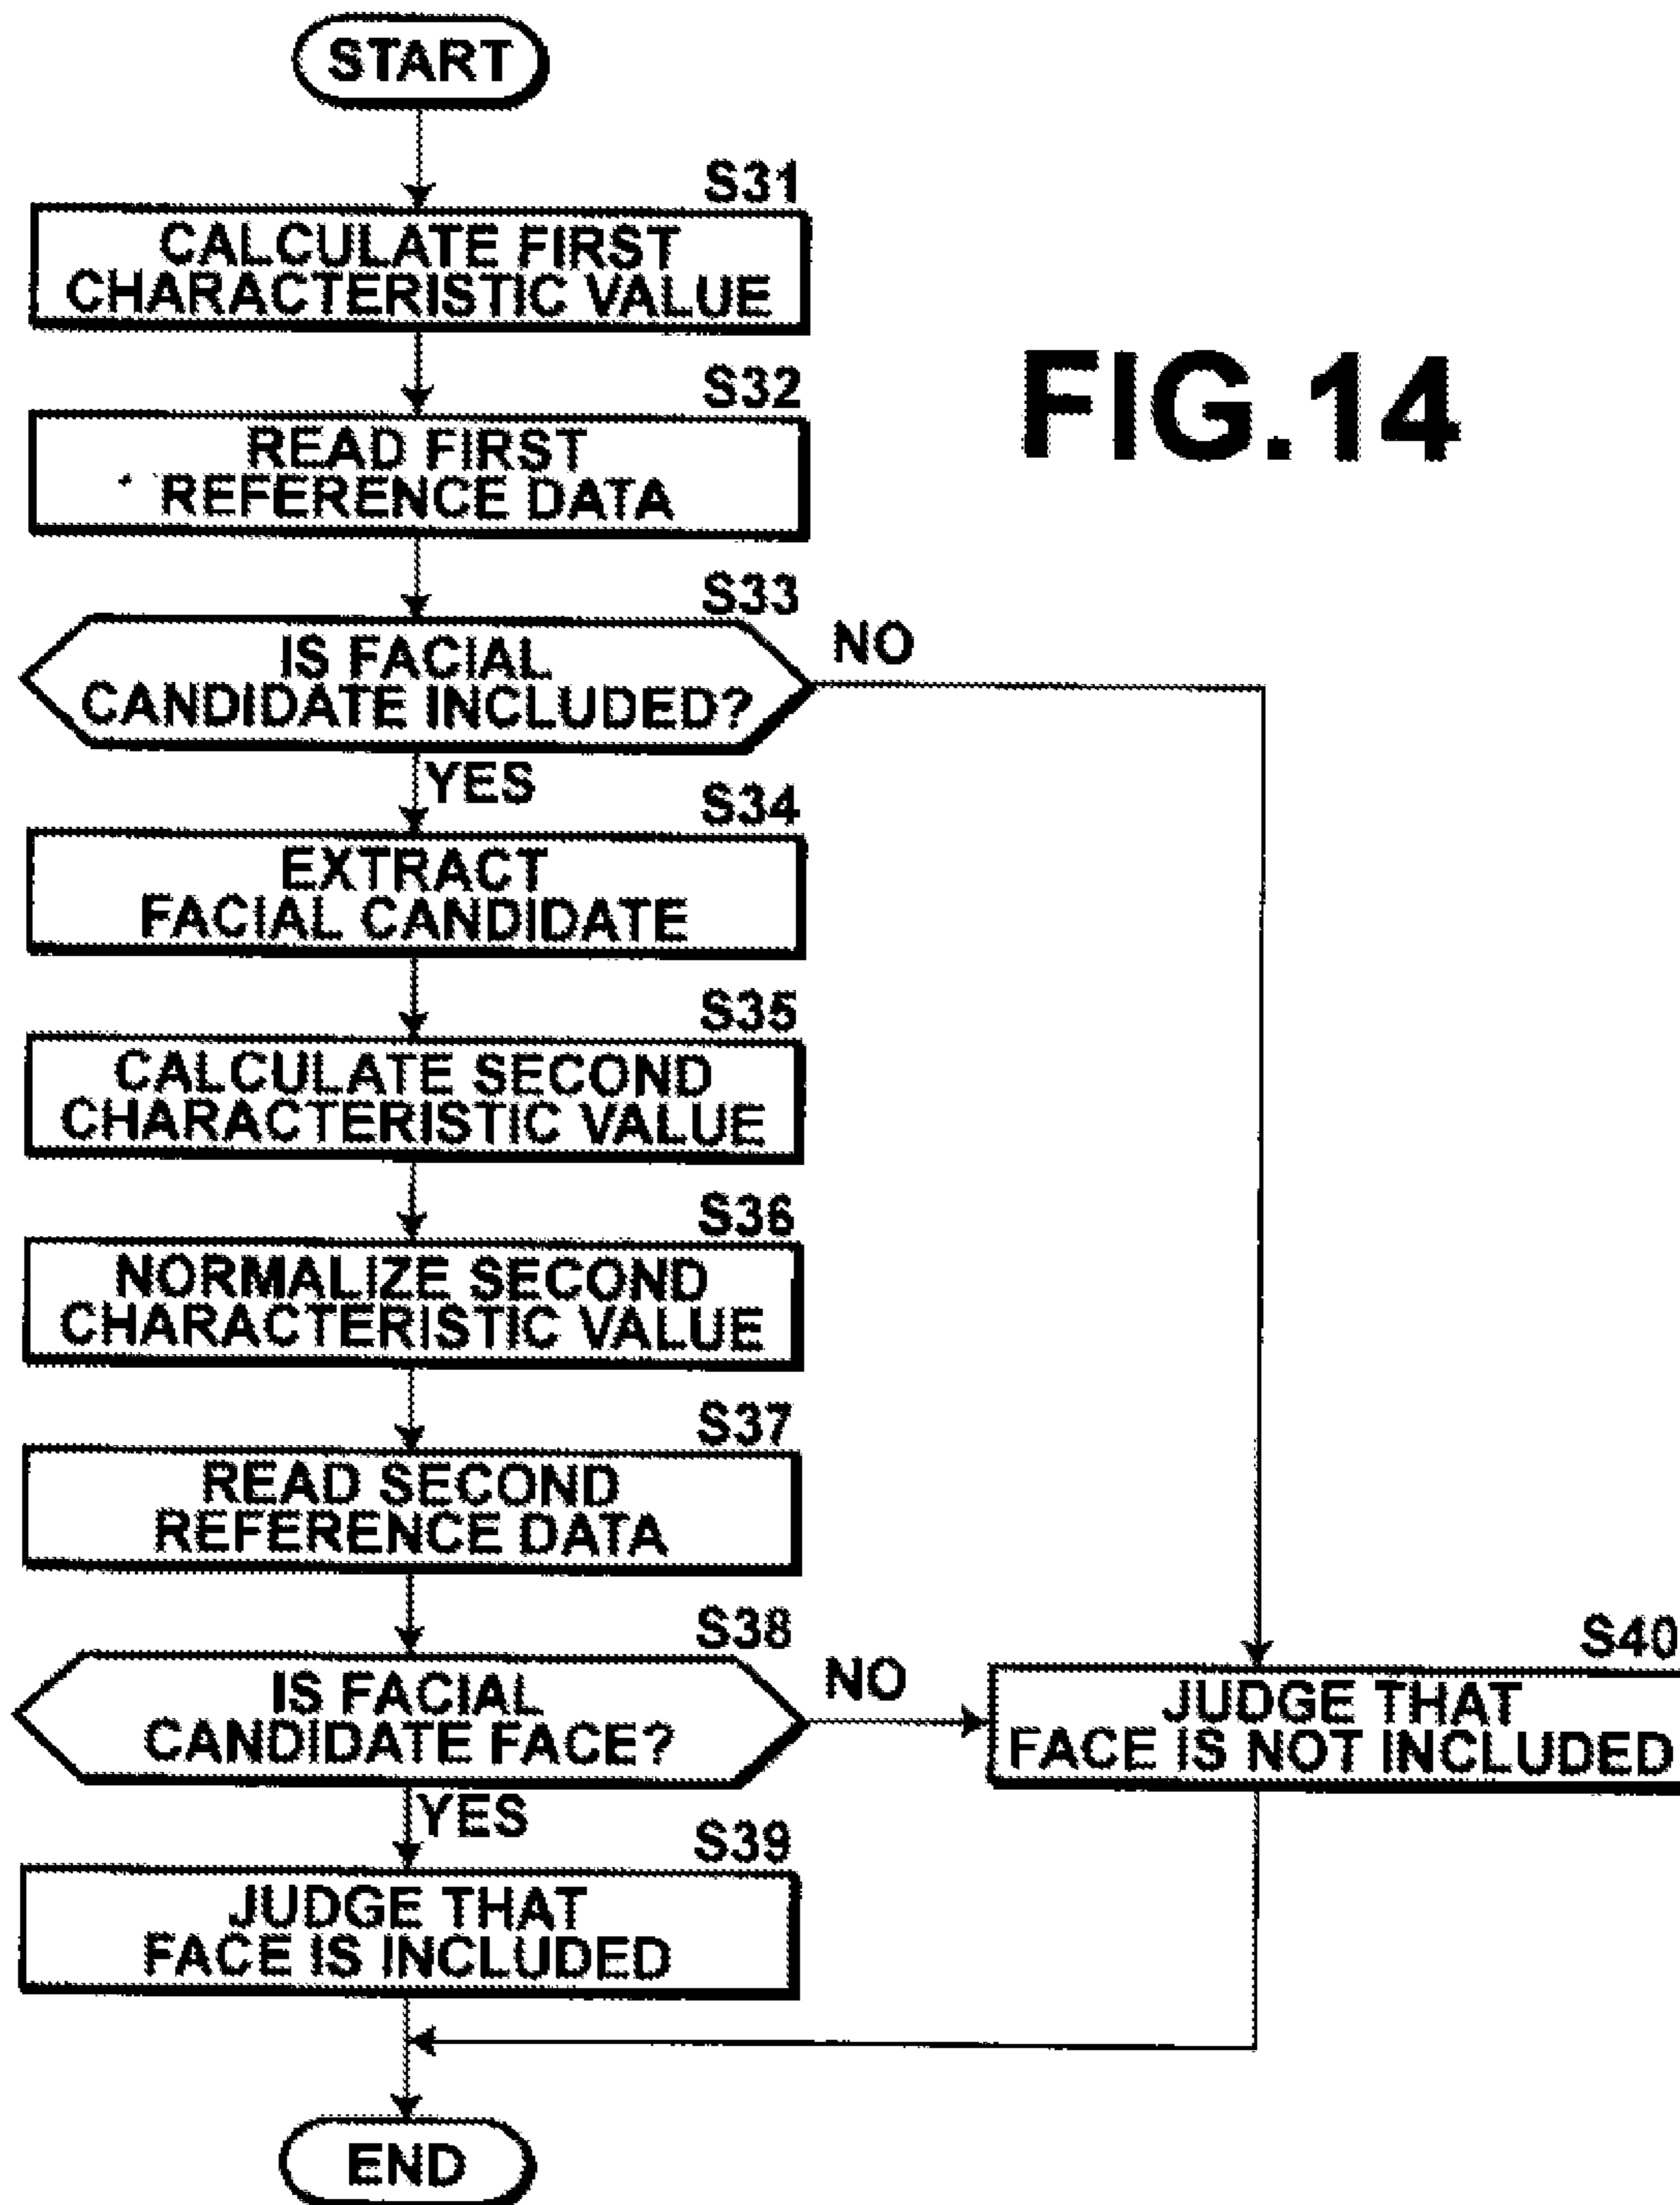 START
S31
CALCULATE FIRST
CHARACTERISTIC VALUE
FIG.14
S32
READ FIRST
REFERENCE DATA
S33
IS FACIAL
CANDIDATE INCLUDED?
NO
YES
S34
EXTRACT
FACIAL CANDIDATE
S35
CALCULATE SECOND
CHARACTERISTIC VALUE
S36
NORMALIZE SECOND
CHARACTERISTIC VALUE
S37
READ SECOND
REFERENCE DATA
S38
IS FACIAL
CANDIDATE FACE?
NO
S40
JUDGE THAT
FACE IS NOT INCLUDED
YES
S39
JUDGE THAT
FACE IS INCLUDED
END